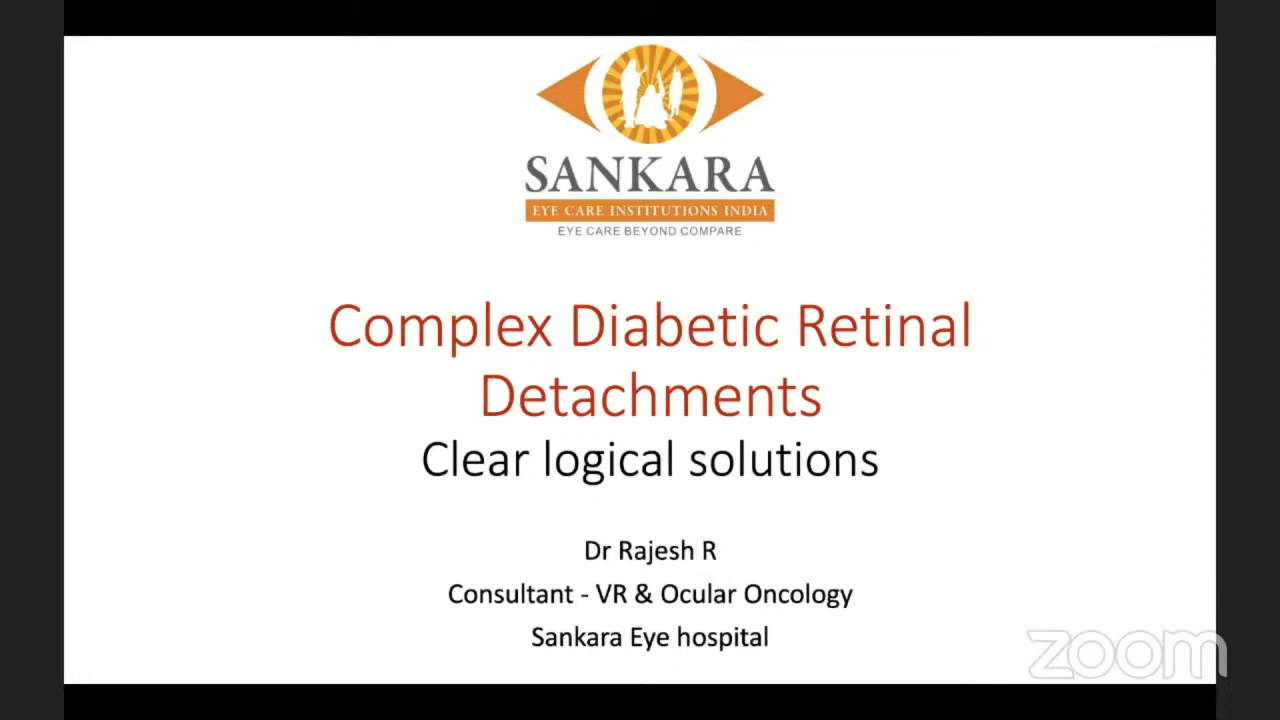 SANKARA
EYE CARE INSTITUTIONS INDIA
EYE CARE BEYOND COMPARE
Complex Diabetic Retinal
Detachments
Clear logical solutions
Dr Rajesh R
Consultant - VR & Ocular Oncology
Sankara Eye hospital
zoom